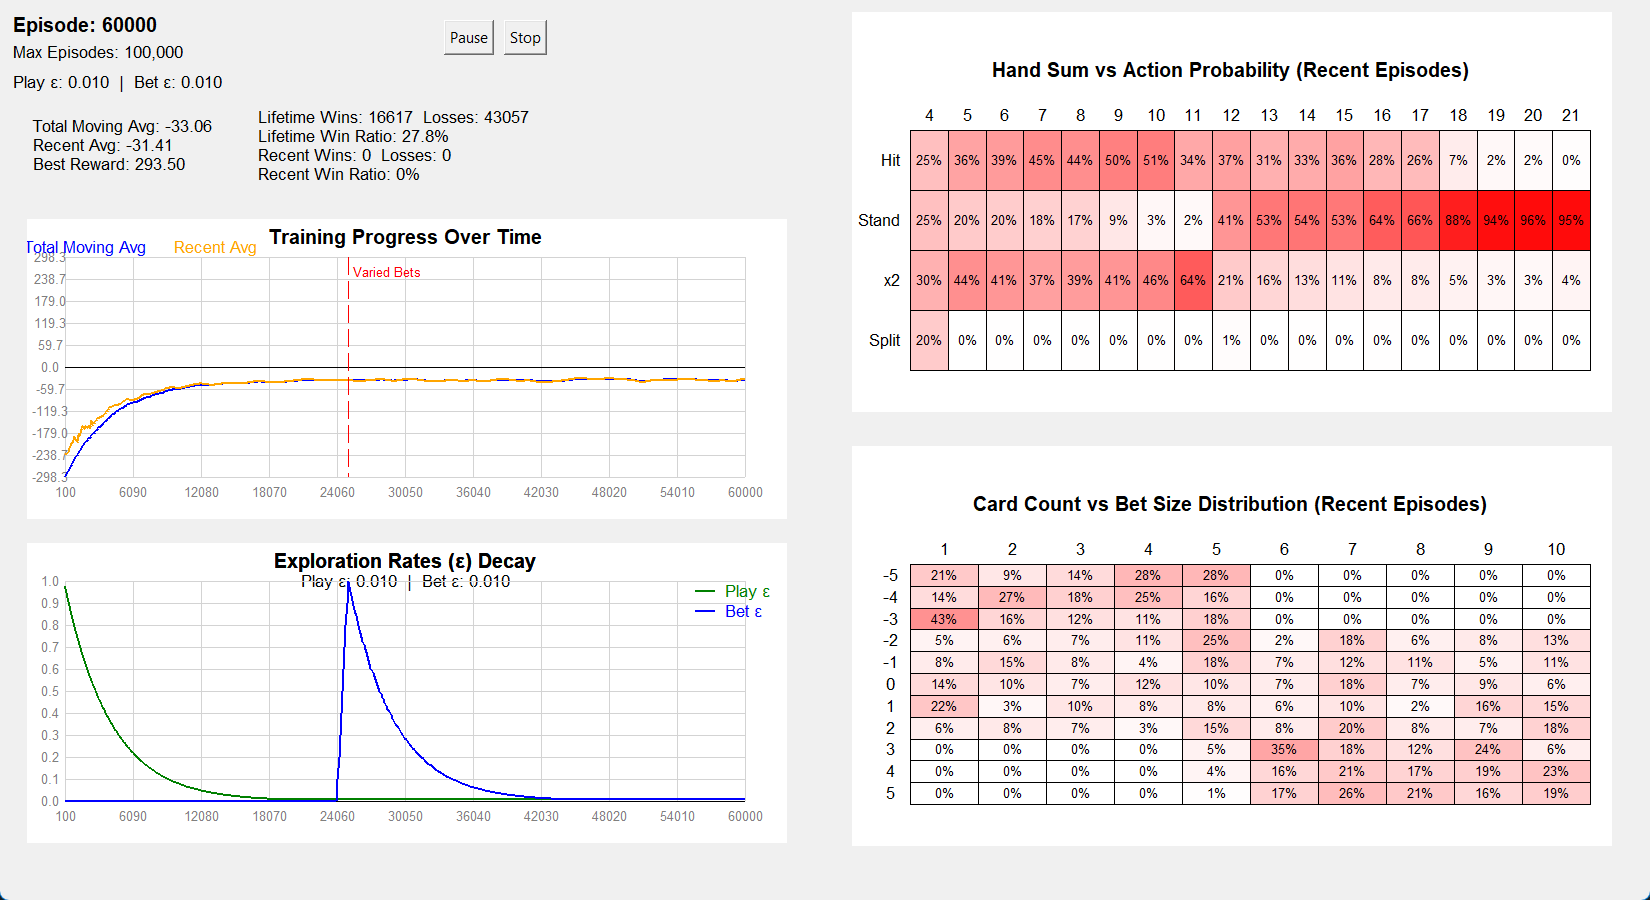 Episode: 60000
Max Episodes: 100,000
Play ε: 0.010 | Bet ε: 0.010
Pause Stop
Total Moving Avg: -33.06
Recent Avg: -31.41
Best Reward: 293.50
Lifetime Wins: 16617 Losses: 43057
Lifetime Win Ratio: 27.8%
Recent Wins: 0 Losses: 0
Recent Win Ratio: 0%
Training Progress Over Time
Total Moving Avg Recent Avg
Varied Bets
298.3
238.7
179.0
119.3
59.7
0.0
-59.7
-119.3
-179.0
-238.7
-298.3
100 6090 12080 18070 24060 30050 36040 42030 48020 54010 60000
Exploration Rates (ε) Decay
Play ε: 0.010 | Bet ε: 0.010
Play ε
Bet ε
1.0
0.9
0.8
0.7
0.6
0.5
0.4
0.3
0.2
0.1
0.0
100 6090 12080 18070 24060 30050 36040 42030 48020 54010 60000
Hand Sum vs Action Probability (Recent Episodes)
4 5 6 7 8 9 10 11 12 13 14 15 16 17 18 19 20 21
Hit 25% 36% 39% 45% 44% 50% 51% 34% 37% 31% 33% 36% 28% 26% 7% 2% 2% 0%
Stand 25% 20% 20% 18% 17% 9% 3% 2% 41% 53% 54% 53% 64% 66% 88% 94% 96% 95%
x2 30% 44% 41% 37% 39% 41% 46% 64% 21% 16% 13% 11% 8% 8% 5% 3% 3% 4%
Split 20% 0% 0% 0% 0% 0% 0% 0% 1% 0% 0% 0% 0% 0% 0% 0% 0% 0%
Card Count vs Bet Size Distribution (Recent Episodes)
1 2 3 4 5 6 7 8 9 10
-5 21% 9% 14% 28% 28% 0% 0% 0% 0% 0%
-4 14% 27% 18% 25% 16% 0% 0% 0% 0% 0%
-3 43% 16% 12% 11% 18% 0% 0% 0% 0% 0%
-2 5% 6% 7% 11% 25% 2% 18% 6% 8% 13%
-1 8% 15% 8% 4% 18% 7% 12% 11% 5% 11%
0 14% 10% 7% 12% 10% 7% 18% 7% 9% 6%
1 22% 3% 10% 8% 8% 6% 10% 2% 16% 15%
2 6% 8% 7% 3% 15% 8% 20% 8% 7% 18%
3 0% 0% 0% 0% 5% 35% 18% 12% 24% 6%
4 0% 0% 0% 0% 4% 16% 21% 17% 19% 23%
5 0% 0% 0% 0% 1% 17% 26% 21% 16% 19%